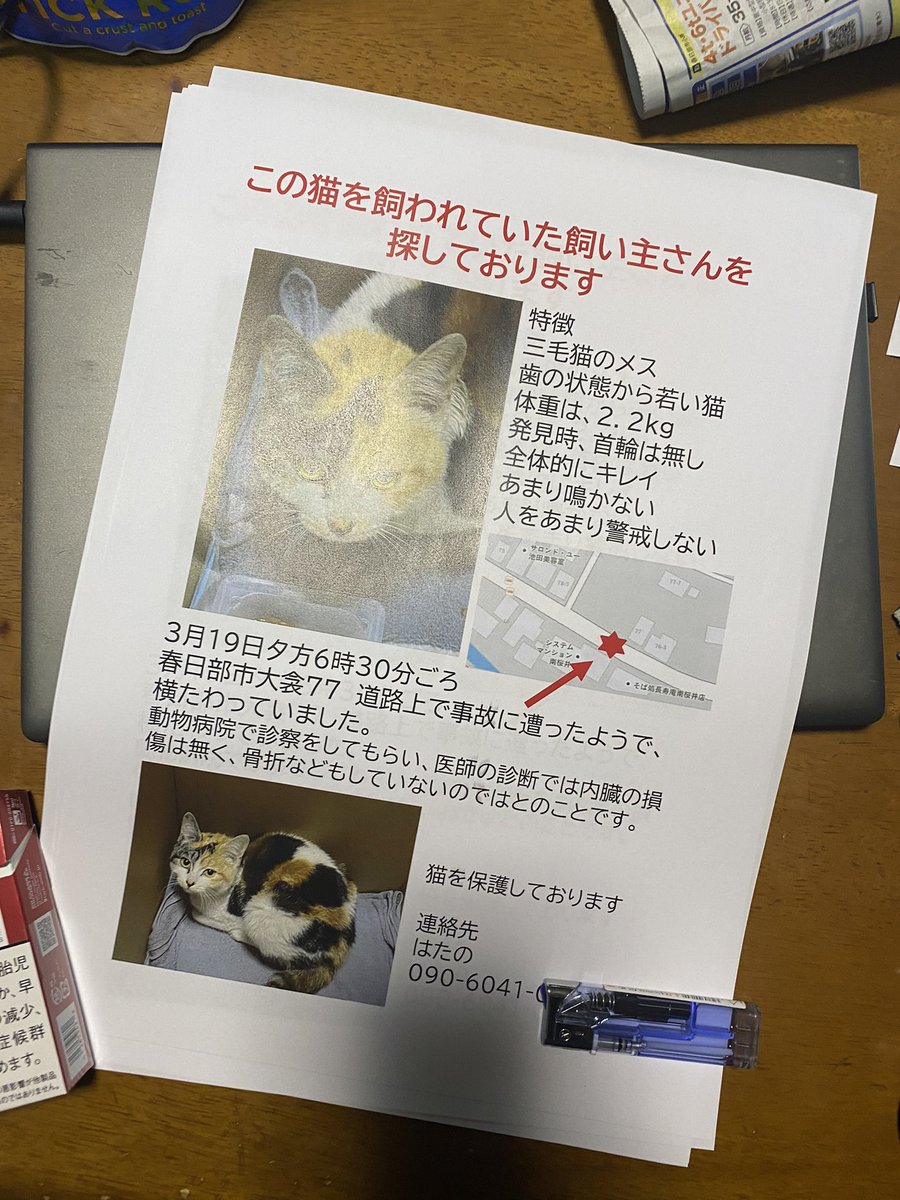 cut a crust and toast
ドライバ
この猫を飼われていた飼い主さんを
探しております
特徴
三毛猫のメス
歯の状態から若い猫
体重は、2.2kg
発見時、首輪は無し
全体的にキレイ
あまり鳴かない
人をあまり警戒しない
サロンド・ユー
池田美容室
77-7
77
76-3
システム
マンション
南桜井
そば処長寿庵南桜井店
3月19日夕方6時30分ごろ
春日部市大衾77 道路上で事故に遭ったようで、
横たわっていました。
動物病院で診察をしてもらい、医師の診断では内臓の損
傷は無く、骨折などもしていないのではとのことです。
猫を保護しております
連絡先
はたの
090-6041-
胎児
か、早
減少、
症候群
めます。